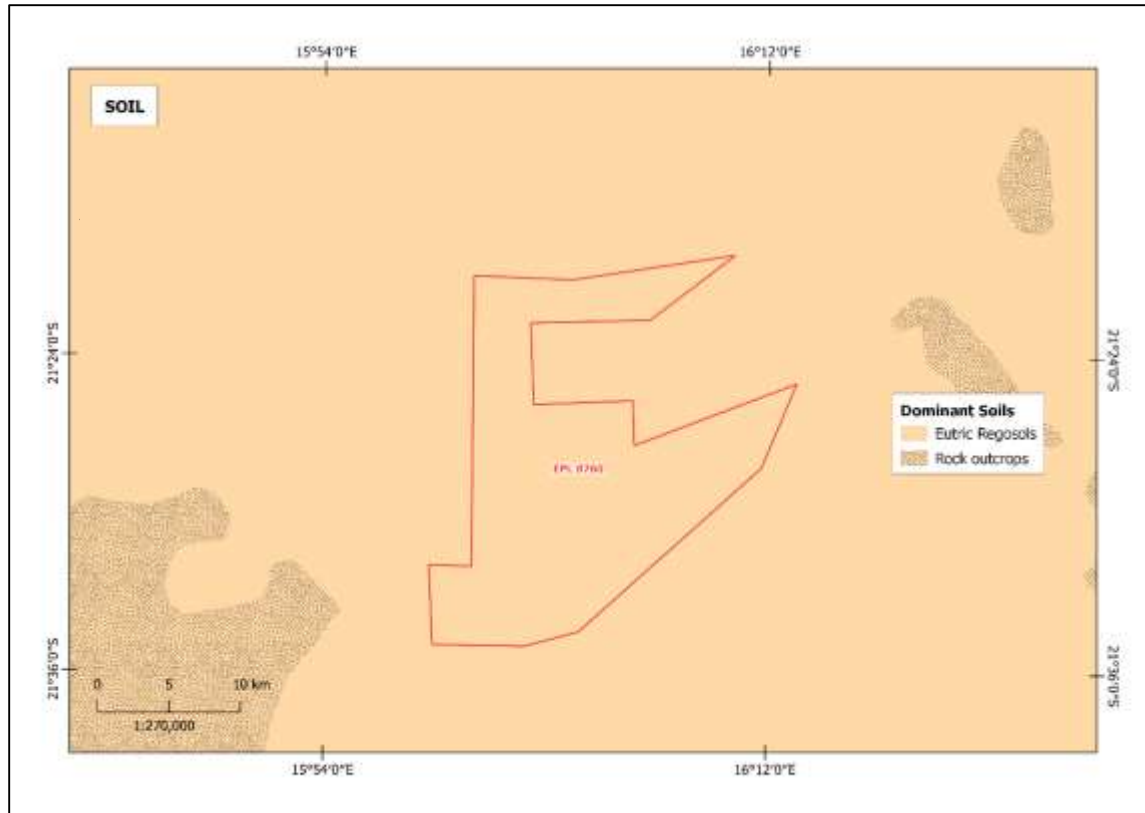 15°54'0"E
16°12'0"E
SOIL
21°24'0"S
21°24'0"S
Dominant Soils
Eutric Regosols
Rock outcrops
EPL
21°36'0"S
21°36'0"S
0 5 10 km
1:270,000
15°54'0"E
16°12'0"E